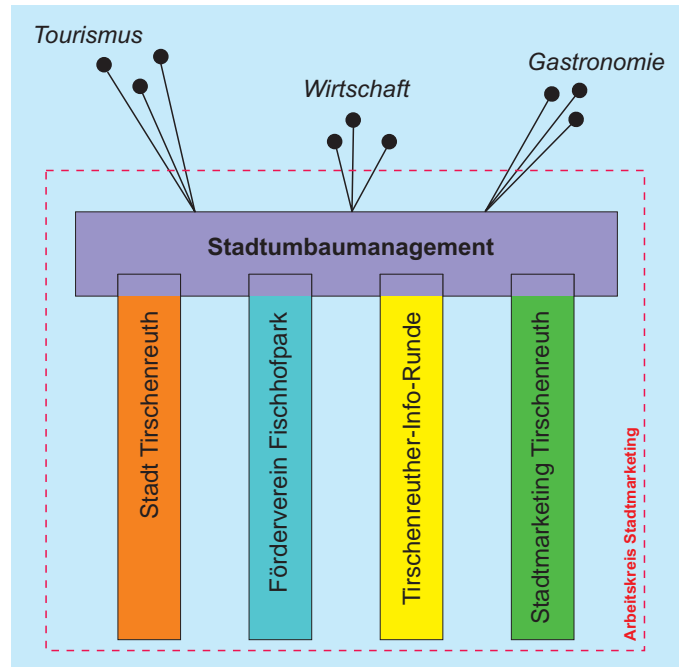 Tourismus
Wirtschaft
Gastronomie
Stadtumbaumanagement
Stadt Tirschenreuth
Förderverein Fischhofpark
Tirschenreuther-Info-Runde
Stadtmarketing Tirschenreuth
Arbeitskreis Stadtmarketing